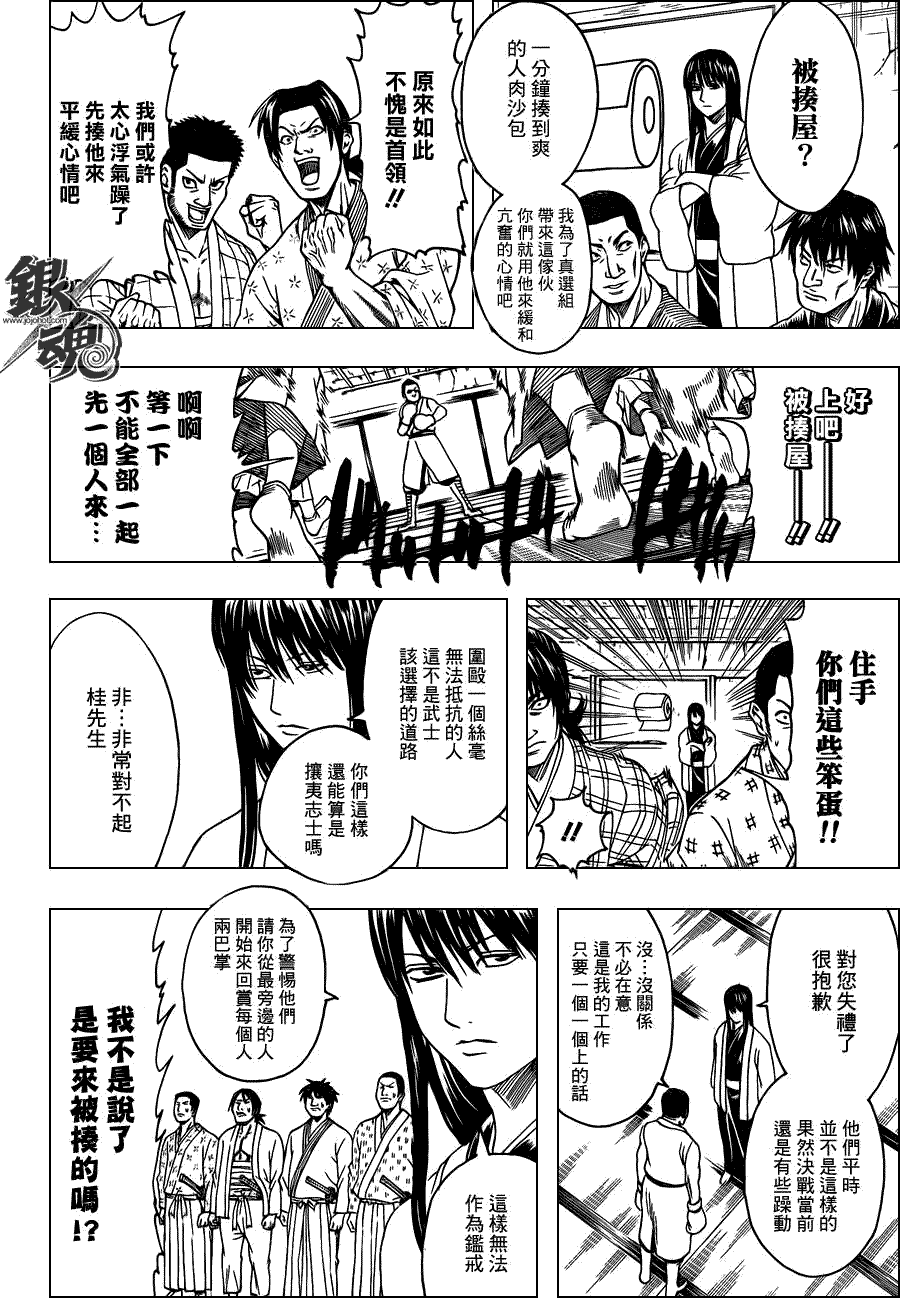 被揍屋？
一分鐘揍到爽
的人肉沙包
我為了真選組
帶來這傢伙
你們就用他來緩和
亢奮的心情吧
原來如此
不愧是首領!!
我們或許
太心浮氣躁了
先揍他來
平緩心情吧
銀魂
www.jojohot.com
好
上吧——!!
被揍屋——!!
啊啊
等一下
不能全部一起
先一個人來…
住手
你們這些笨蛋!!
!!
圍毆一個絲毫
無法抵抗的人
這不是武士
該選擇的道路
你們這樣
還能算是
攘夷志士嗎
非…非常對不起
桂先生
對您失禮了
很抱歉
他們平時
並不是這樣的
果然決戰當前
還是有些躁動
沒…沒關係
不必在意
這是我的工作
只要一個一個上的話
這樣無法
作為鑑戒
為了警惕他們
請你從最旁邊的人
開始來回賞每個人
兩巴掌
我不是說了
是要來被揍的嗎!?